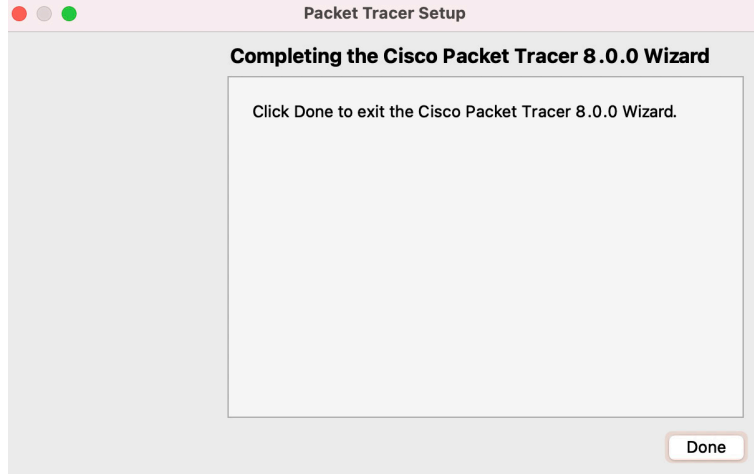 Packet Tracer Setup
Completing the Cisco Packet Tracer 8.0.0 Wizard
Click Done to exit the Cisco Packet Tracer 8.0.0 Wizard.
Done